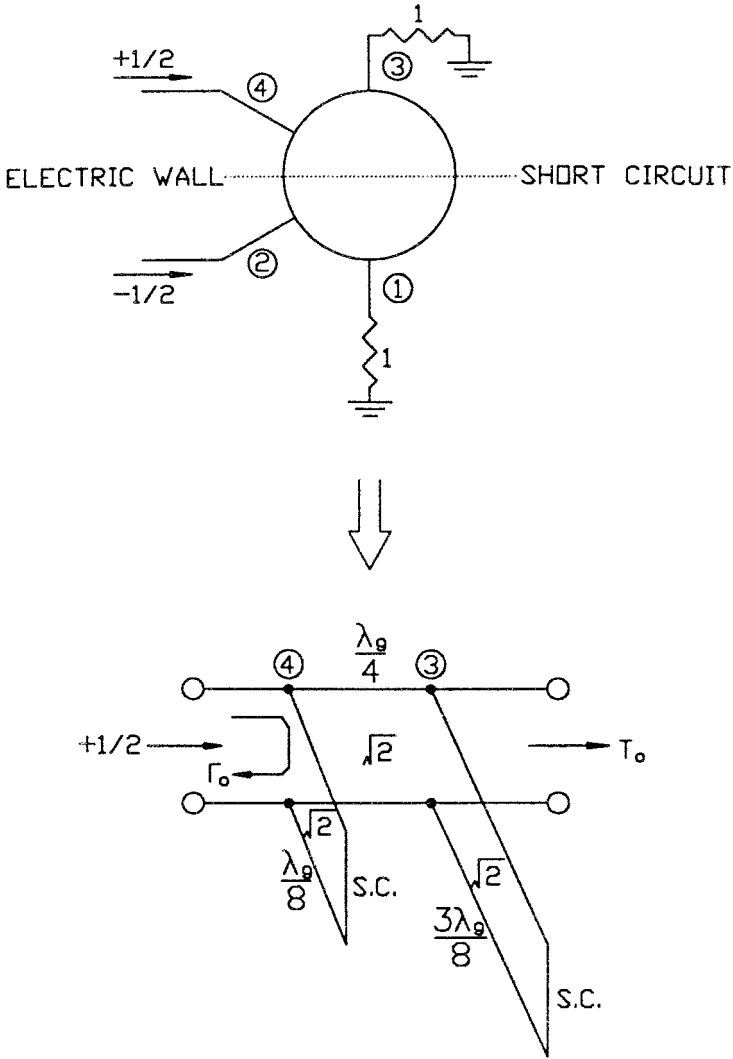 1
+1/2
④
③
ELECTRIC WALL
SHORT CIRCUIT
②
-1/2
①
1
λg/4
④
③
+1/2
√2
To
Γo
√2
λg/8
S.C.
√2
3λg/8
S.C.